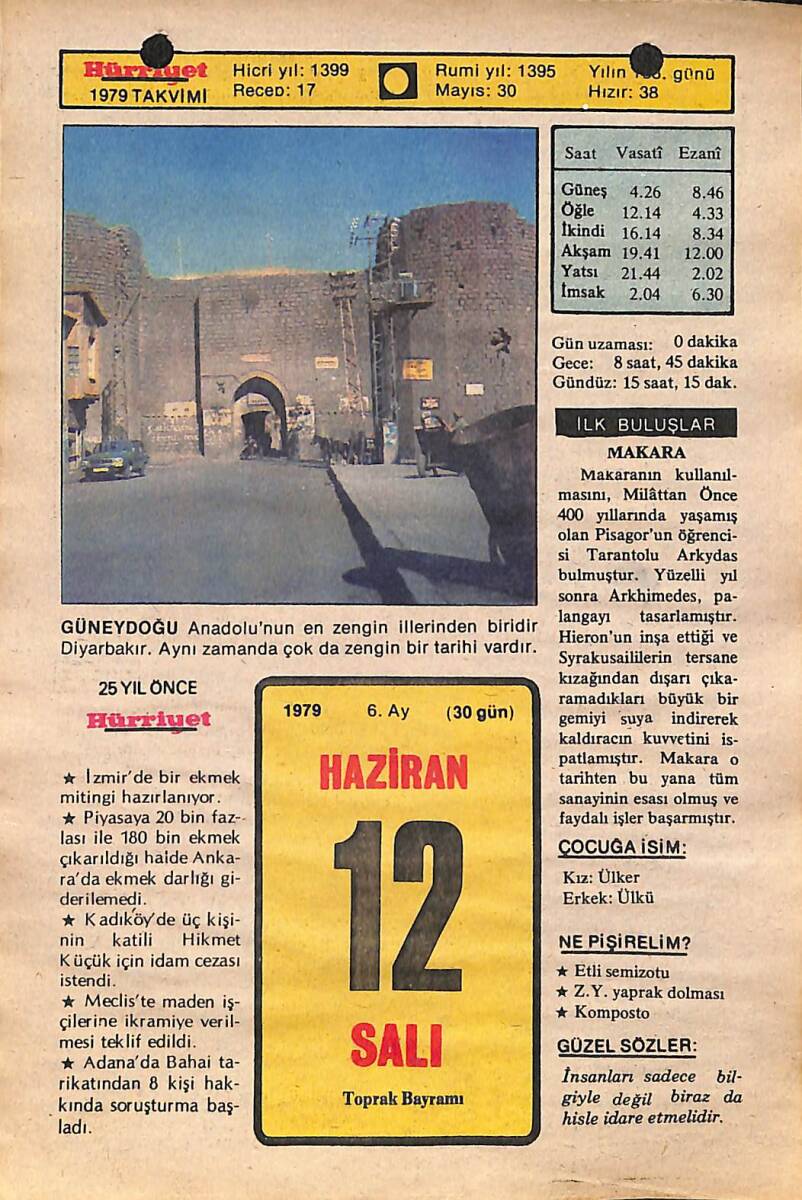 Hürriyet
1979 TAKVİMİ
Hicri yıl: 1399
Recep: 17
Rumi yıl: 1395
Mayıs: 30
Yılın günü
Hızır: 38
Saat Vasatî Ezanî
Güneş 4.26 8.46
Öğle 12.14 4.33
İkindi 16.14 8.34
Akşam 19.41 12.00
Yatsı 21.44 2.02
İmsak 2.04 6.30
Gün uzaması: 0 dakika
Gece: 8 saat, 45 dakika
Gündüz: 15 saat, 15 dak.
GÜNEYDOĞU Anadolu'nun en zengin illerinden biridir
Diyarbakır. Aynı zamanda çok da zengin bir tarihi vardır.
İLK BULUŞLAR
MAKARA
Makaranın kullanıl-
masını, Milâttan Önce
400 yıllarında yaşamış
olan Pisagor'un öğrenci-
si Tarantolu Arkydas
bulmuştur. Yüzelli yıl
sonra Arkhimedes, pa-
langayı tasarlamıştır.
Hieron'un inşa ettiği ve
Syrakusaililerin tersane
kızağından dışarı çıka-
ramadıkları büyük bir
gemiyi suya indirerek
kaldıracın kuvvetini is-
patlamıştır. Makara o
tarihten bu yana tüm
sanayinin esası olmuş ve
faydalı işler başarmıştır.
25 YIL ÖNCE
Hürriyet
★ İzmir'de bir ekmek
mitingi hazırlanıyor.
★ Piyasaya 20 bin faz-
lası ile 180 bin ekmek
çıkarıldığı halde Anka-
ra'da ekmek darlığı gi-
derilemedi.
★ Kadıköy'de üç kişi-
nin katili Hikmet
Küçük için idam cezası
istendi.
★ Meclis'te maden iş-
çilerine ikramiye veril-
mesi teklif edildi.
★ Adana'da Bahai ta-
rikatından 8 kişi hak-
kında soruşturma baş-
ladı.
1979 6. Ay (30 gün)
HAZİRAN
12
SALI
Toprak Bayramı
ÇOCUĞA İSİM:
Kız: Ülker
Erkek: Ülkü
NE PİŞİRELİM?
★ Etli semizotu
★ Z.Y. yaprak dolması
★ Komposto
GÜZEL SÖZLER:
İnsanları sadece bil-
giyle değil biraz da
hisle idare etmelidir.